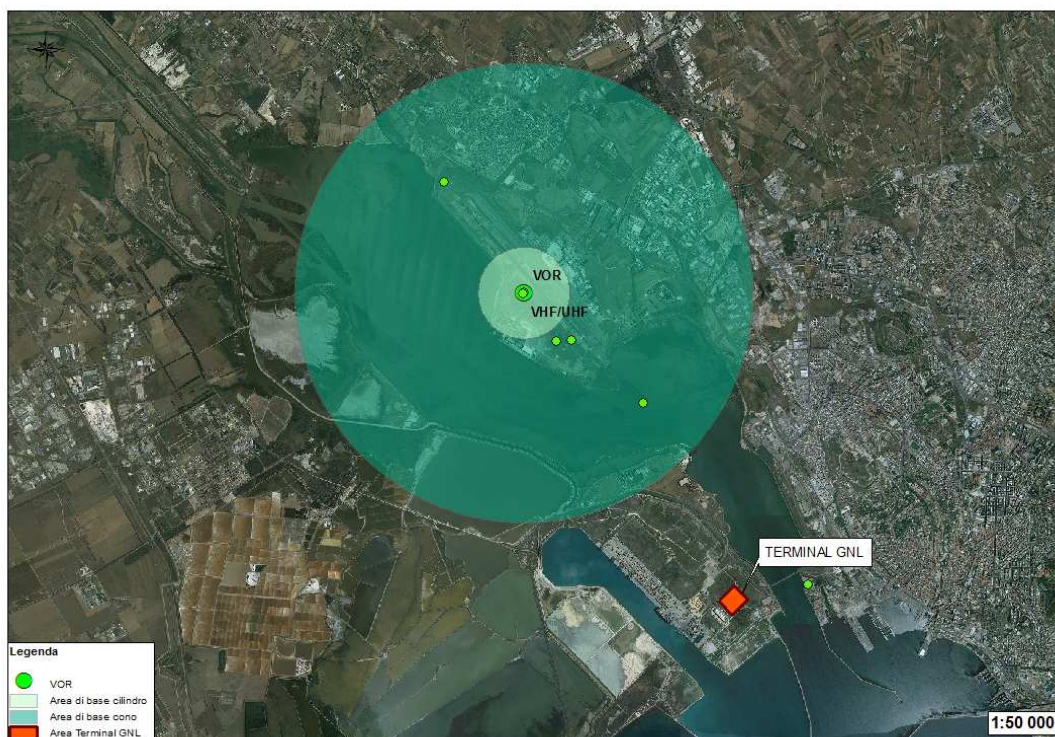 VOR
VHF/UHF
TERMINAL GNL
Legenda
VOR
Area di base cilindro
Area di base cono
Area Terminal GNL
1:50 000